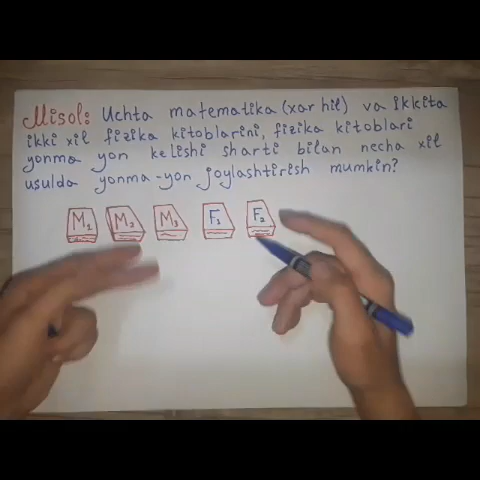 Misol: Uchta matematika (xar hil) va ikkita
ikki xil fizika kitoblarini, fizika kitoblari
yonma yon kelishi sharti bilan necha xil
usulda yonma-yon joylashtirish mumkin?
M1 M2 M3 F1 F2